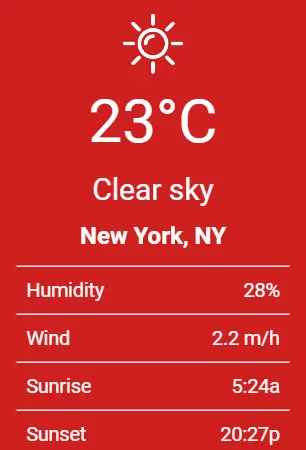 23°C
Clear sky
New York, NY
Humidity 28%
Wind 2.2 m/h
Sunrise 5:24a
Sunset 20:27p